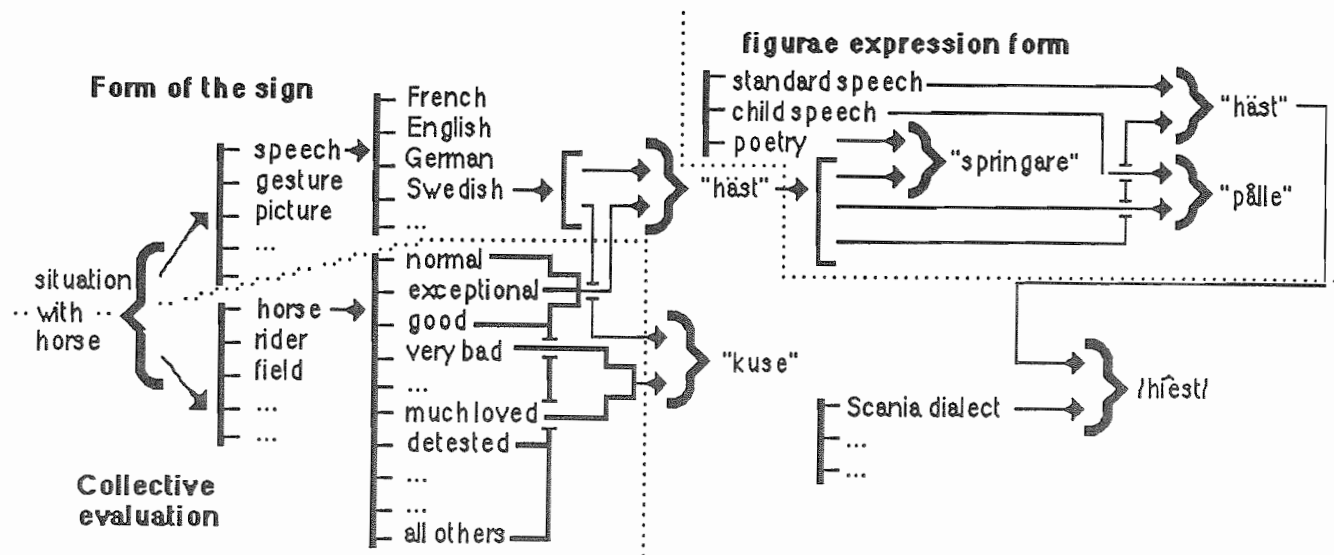 Form of the sign
situation
with
horse
speech
gesture
picture
...
horse
rider
field
...
...
Collective
evaluation
French
English
German
Swedish
...
normal
exceptional
good
very bad
...
much loved
detested
...
...
all others
"häst"
"kuse"
figurae expression form
standard speech
child speech
poetry
"springare"
"häst"
"pålle"
Scania dialect
...
...
/hîest/